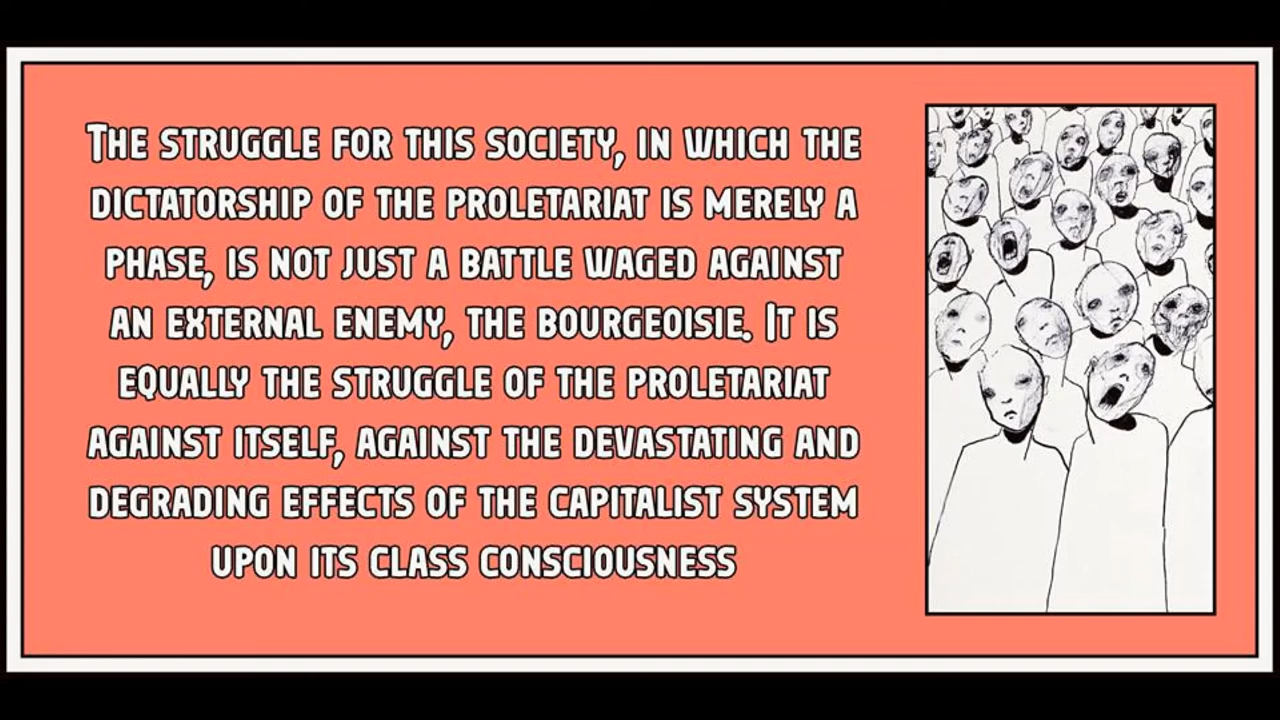 The struggle for this society, in which the
dictatorship of the proletariat is merely a
phase, is not just a battle waged against
an external enemy, the bourgeoisie. It is
equally the struggle of the proletariat
against itself, against the devastating and
degrading effects of the capitalist system
upon its class consciousness